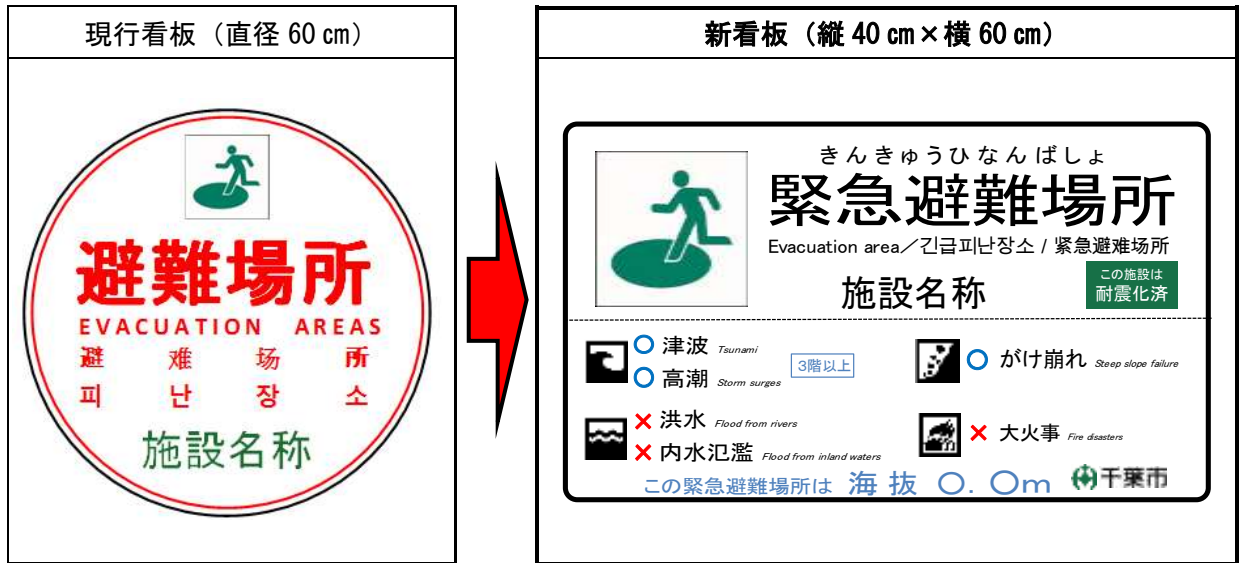 現行看板（直径 60 ㎝）
避難場所
EVACUATION AREAS
避 难 场 所
피 난 장 소
施設名称
新看板（縦 40 ㎝×横 60 ㎝）
きんきゅうひなんばしょ
緊急避難場所
Evacuation area／긴급피난장소 / 紧急避难场所
施設名称
この施設は
耐震化済
○ 津波 Tsunami
○ 高潮 Storm surges
3階以上
○ がけ崩れ Steep slope failure
× 洪水 Flood from rivers
× 内水氾濫 Flood from inland waters
× 大火事 Fire disasters
この緊急避難場所は 海抜 〇.〇m
千葉市